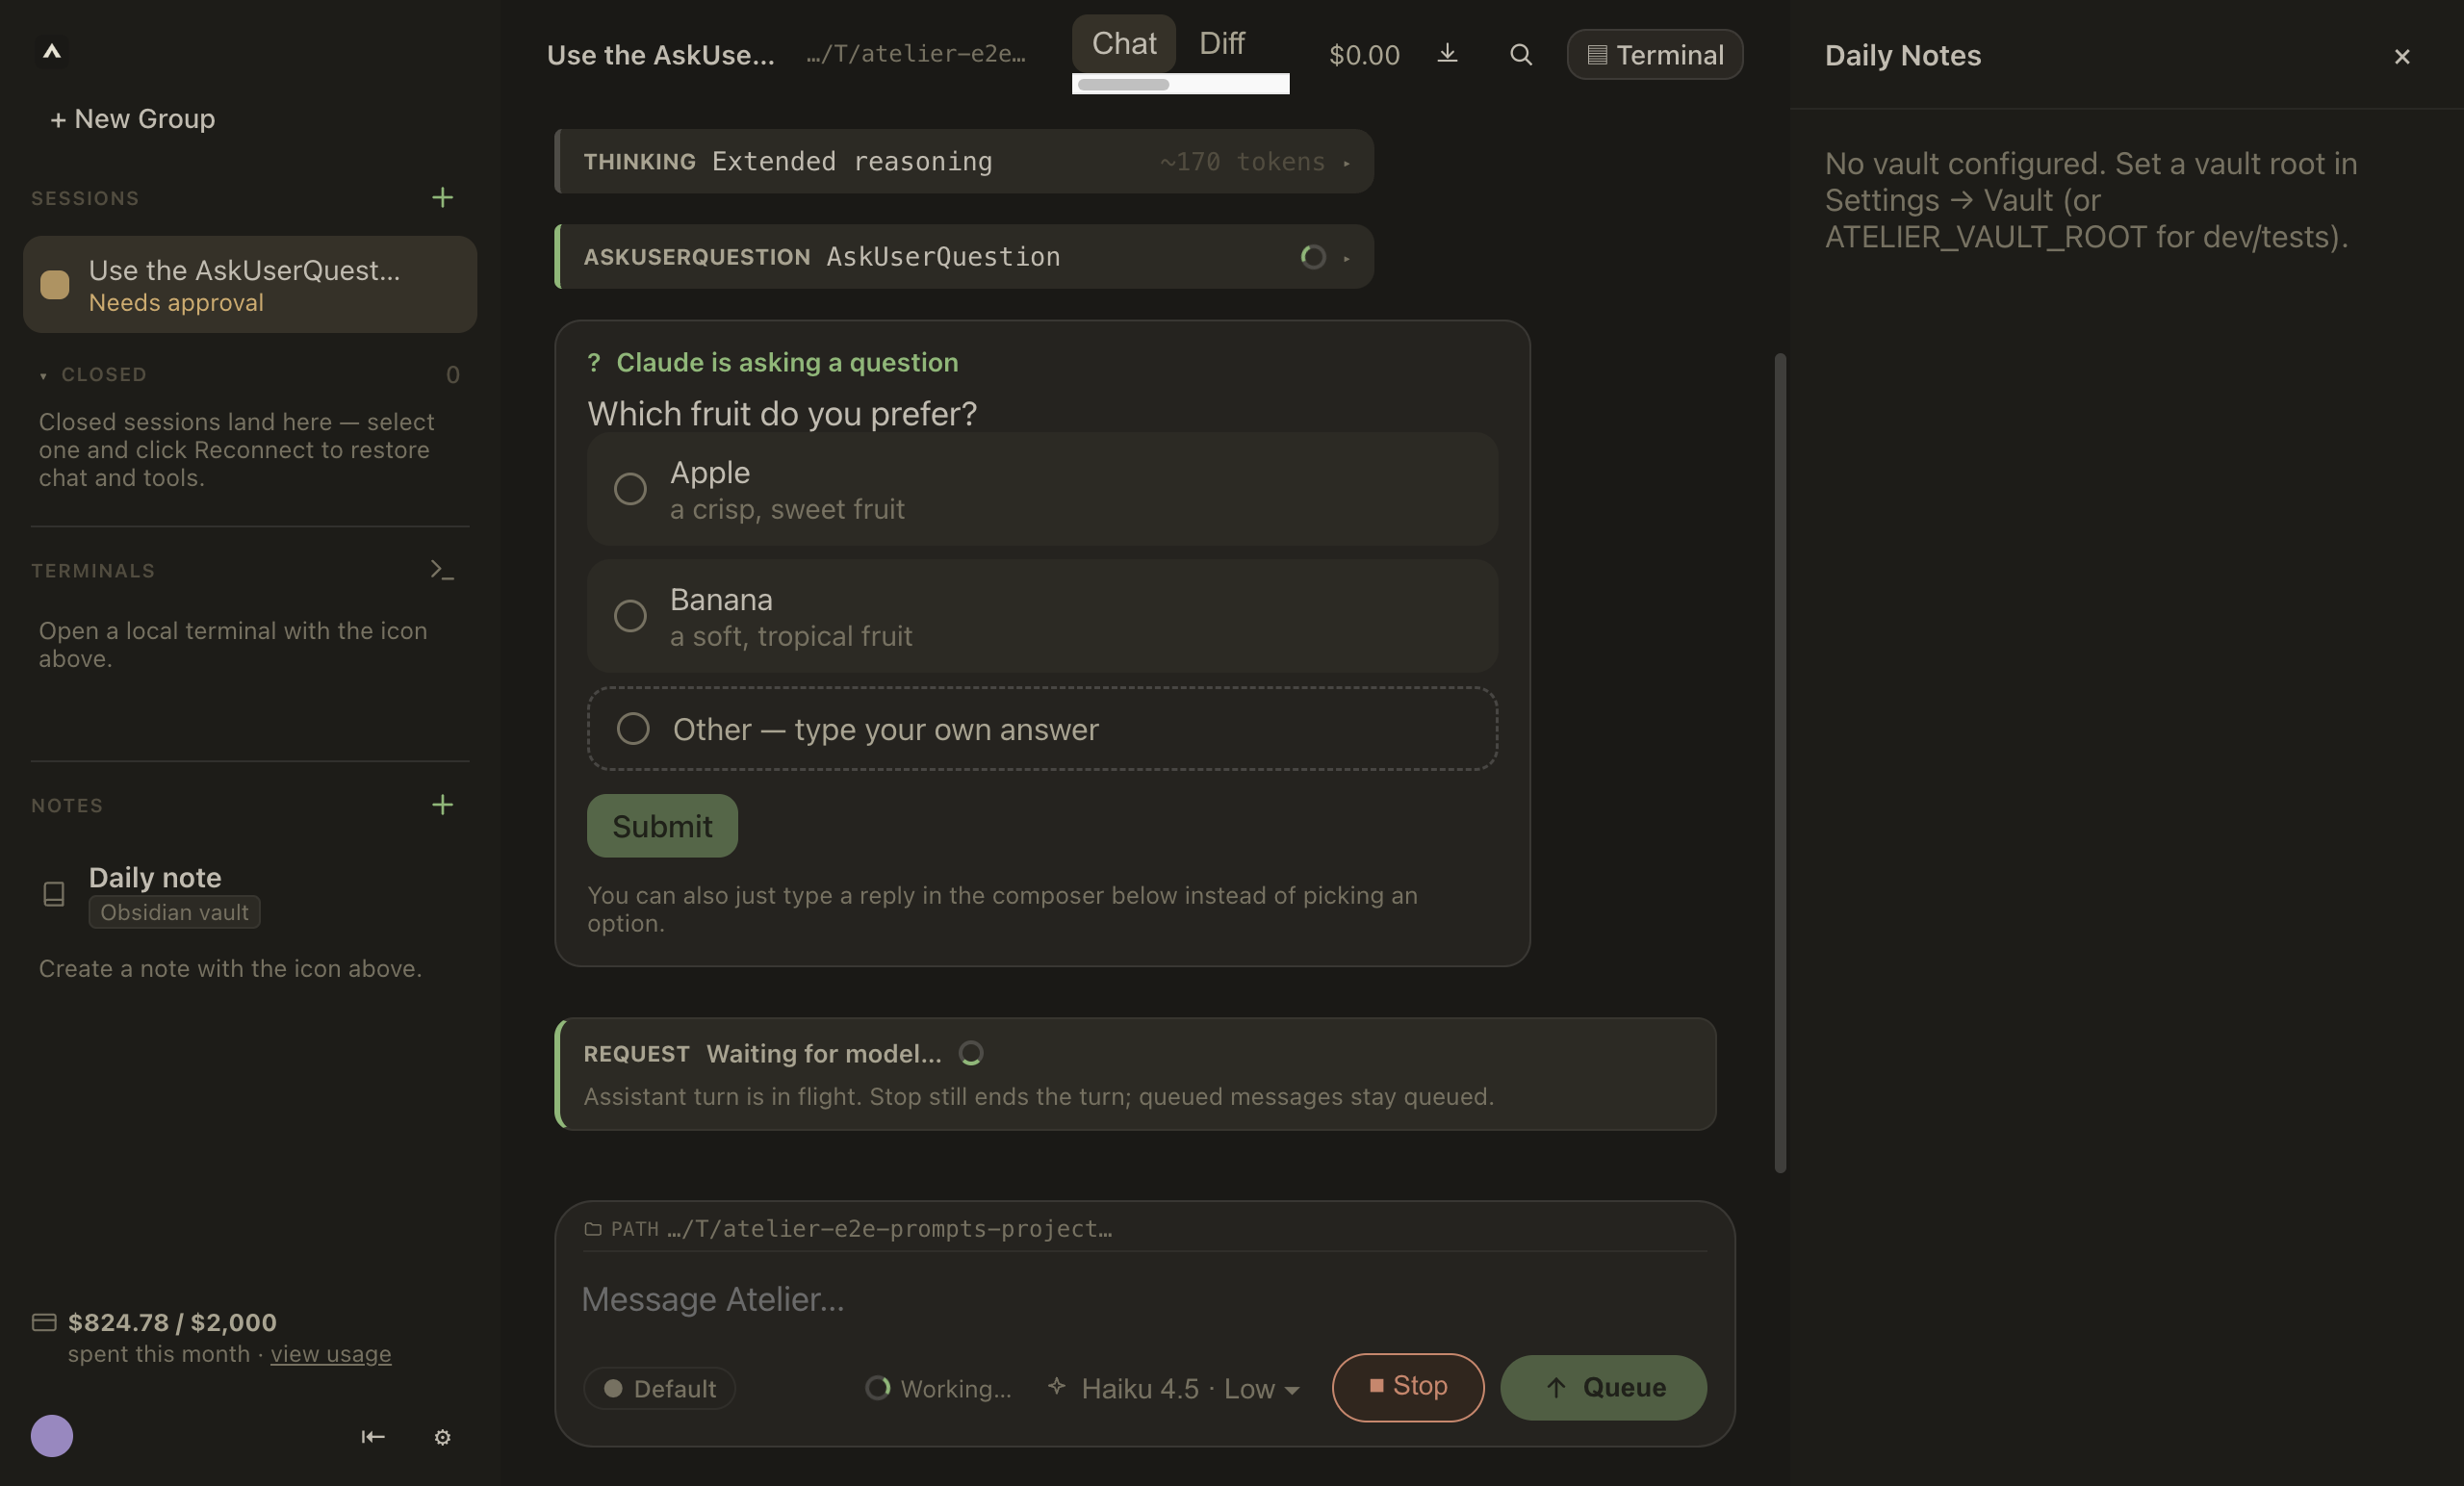 + New Group
SESSIONS
Use the AskUserQuest...
Needs approval
CLOSED 0
Closed sessions land here — select
one and click Reconnect to restore
chat and tools.
TERMINALS
Open a local terminal with the icon
above.
NOTES
Daily note
Obsidian vault
Create a note with the icon above.
$824.78 / $2,000
spent this month · view usage
Use the AskUse... …/T/atelier-e2e… Chat Diff $0.00 Terminal
THINKING Extended reasoning ~170 tokens
ASKUSERQUESTION AskUserQuestion
? Claude is asking a question
Which fruit do you prefer?
Apple
a crisp, sweet fruit
Banana
a soft, tropical fruit
Other — type your own answer
Submit
You can also just type a reply in the composer below instead of picking an
option.
REQUEST Waiting for model...
Assistant turn is in flight. Stop still ends the turn; queued messages stay queued.
PATH …/T/atelier-e2e-prompts-project…
Message Atelier...
Default Working... Haiku 4.5 · Low Stop ↑ Queue
Daily Notes ×
No vault configured. Set a vault root in
Settings → Vault (or
ATELIER_VAULT_ROOT for dev/tests).